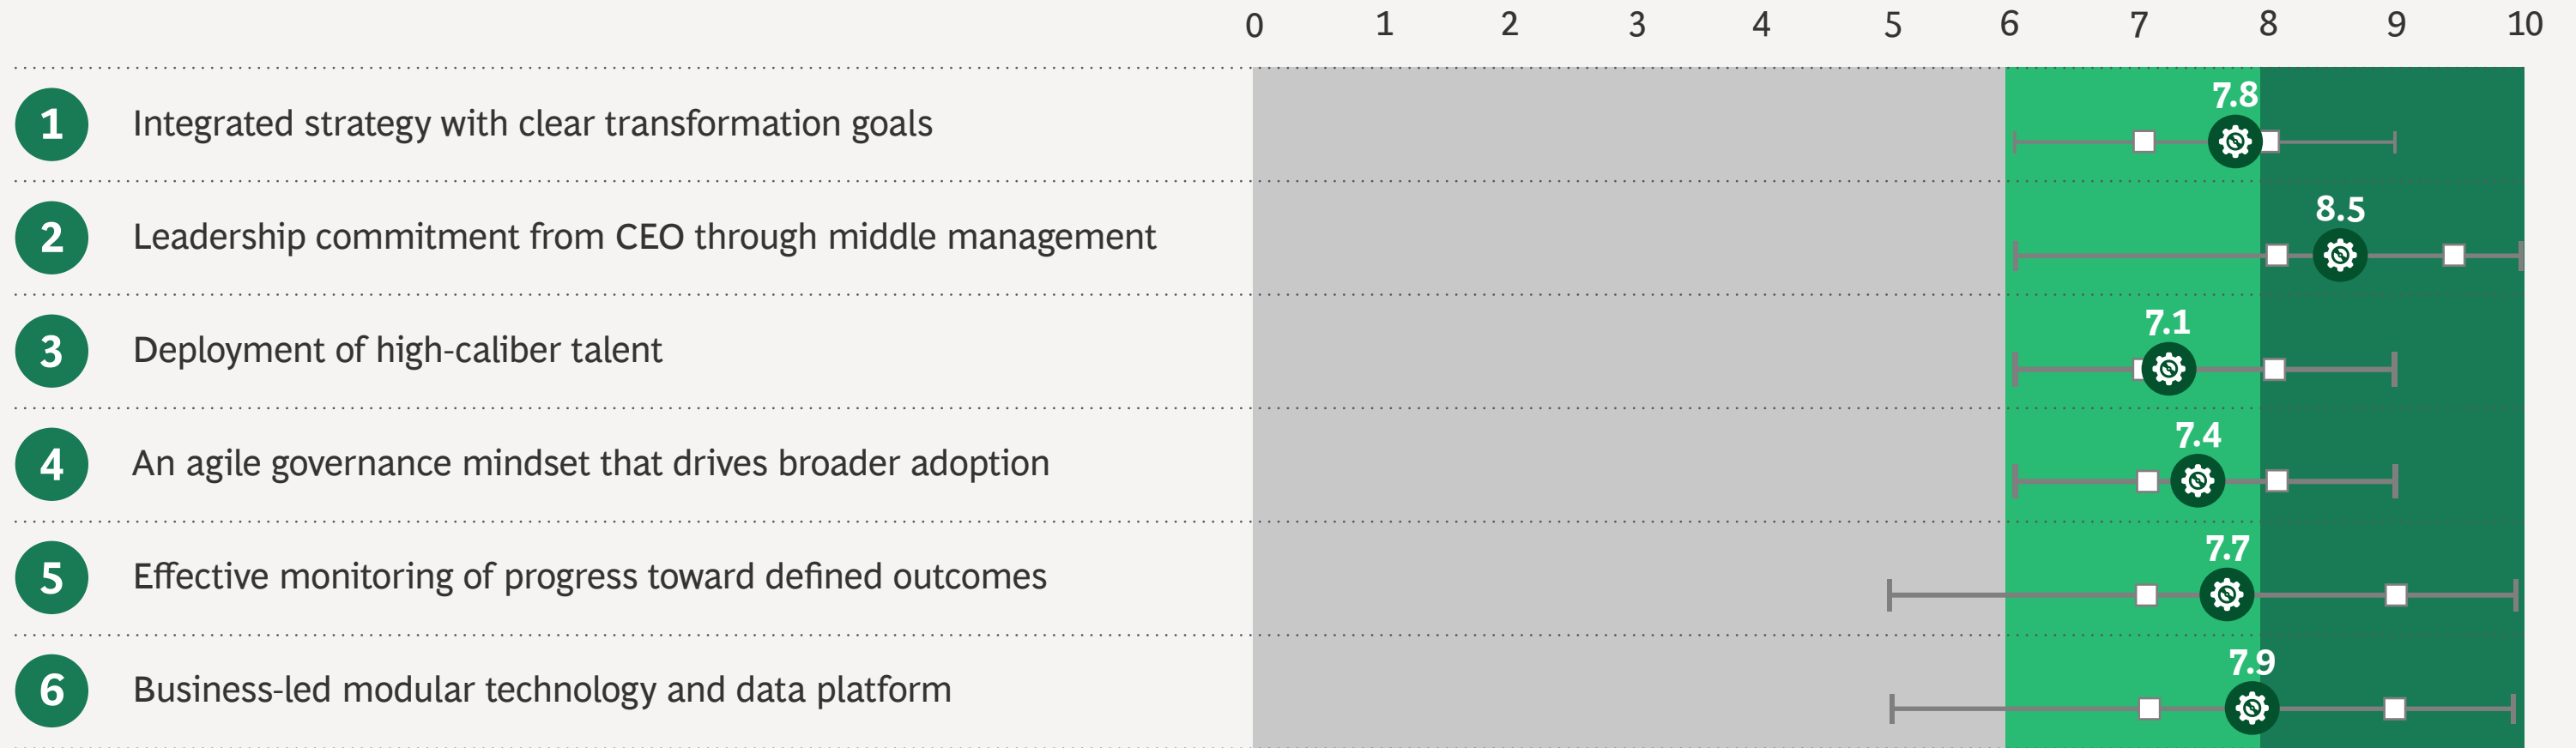 0 1 2 3 4 5 6 7 8 9 10
1 Integrated strategy with clear transformation goals 7.8
2 Leadership commitment from CEO through middle management 8.5
3 Deployment of high-caliber talent 7.1
4 An agile governance mindset that drives broader adoption 7.4
5 Effective monitoring of progress toward defined outcomes 7.7
6 Business-led modular technology and data platform 7.9